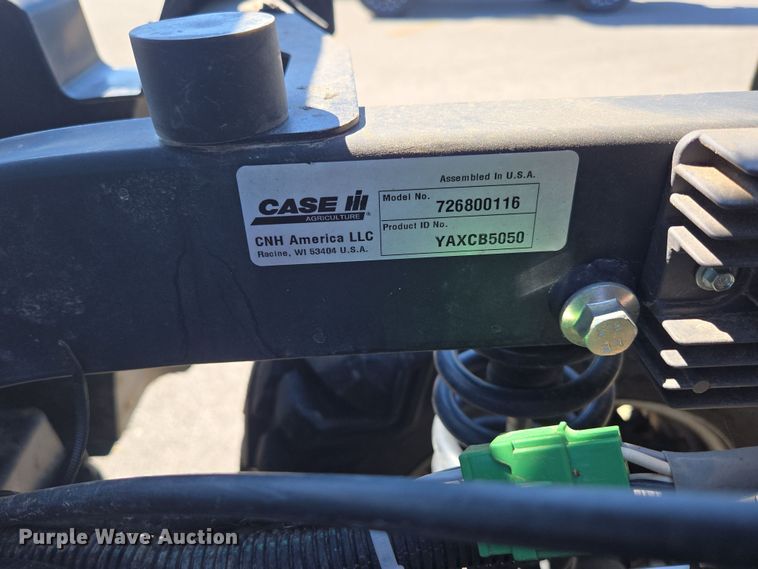 Assembled In U.S.A.
CASE IH
AGRICULTURE
Model No.
726800116
Product ID No.
YAXCB5050
CNH America LLC
Racine, WI 53404 U.S.A.
Purple Wave Auction